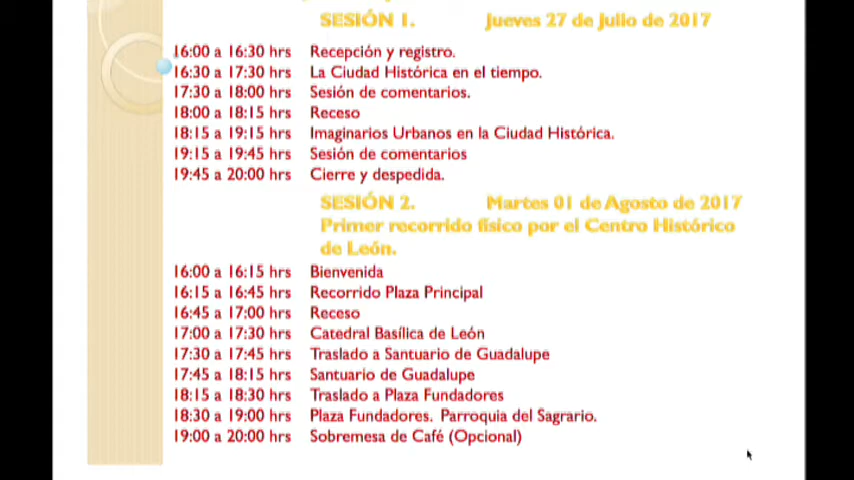 SESIÓN 1. Jueves 27 de Julio de 2017
16:00 a 16:30 hrs Recepción y registro.
16:30 a 17:30 hrs La Ciudad Histórica en el tiempo.
17:30 a 18:00 hrs Sesión de comentarios.
18:00 a 18:15 hrs Receso
18:15 a 19:15 hrs Imaginarios Urbanos en la Ciudad Histórica.
19:15 a 19:45 hrs Sesión de comentarios
19:45 a 20:00 hrs Cierre y despedida.
SESIÓN 2. Martes 01 de Agosto de 2017
Primer recorrido físico por el Centro Histórico
de León.
16:00 a 16:15 hrs Bienvenida
16:15 a 16:45 hrs Recorrido Plaza Principal
16:45 a 17:00 hrs Receso
17:00 a 17:30 hrs Catedral Basílica de León
17:30 a 17:45 hrs Traslado a Santuario de Guadalupe
17:45 a 18:15 hrs Santuario de Guadalupe
18:15 a 18:30 hrs Traslado a Plaza Fundadores
18:30 a 19:00 hrs Plaza Fundadores. Parroquia del Sagrario.
19:00 a 20:00 hrs Sobremesa de Café (Opcional)